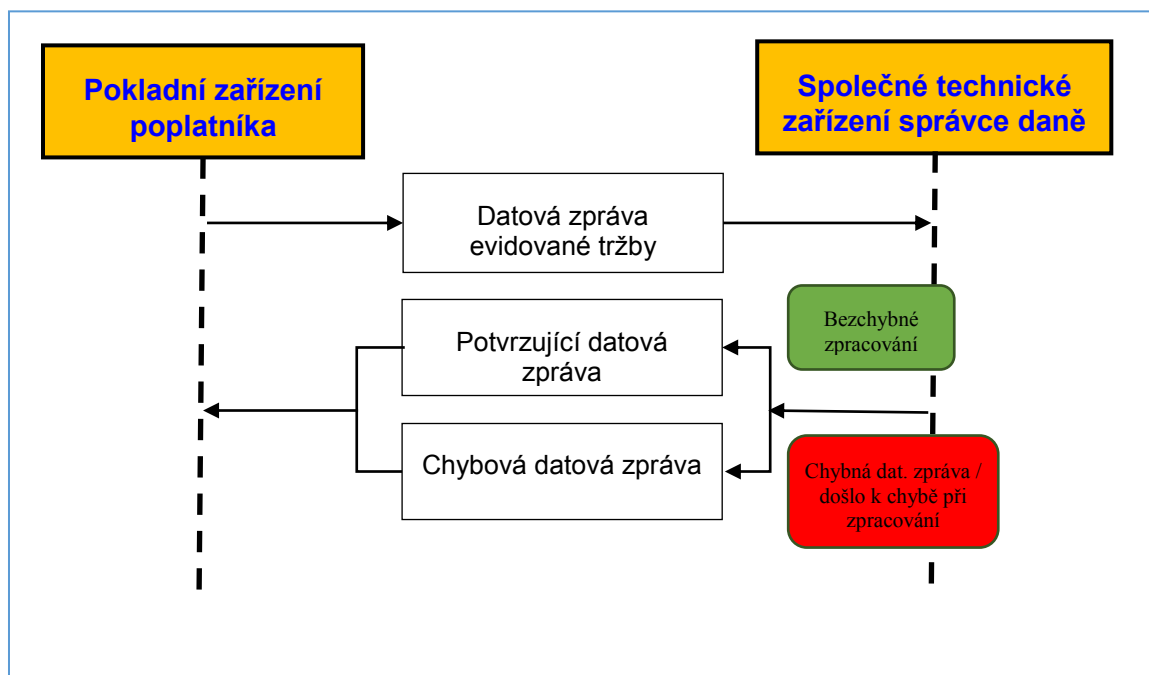 Pokladní zařízení
poplatníka
Společné technické
zařízení správce daně
Datová zpráva
evidované tržby
Bezchybné
zpracování
Potvrzující datová
zpráva
Chybová datová zpráva
Chybná dat. zpráva /
došlo k chybě při
zpracování